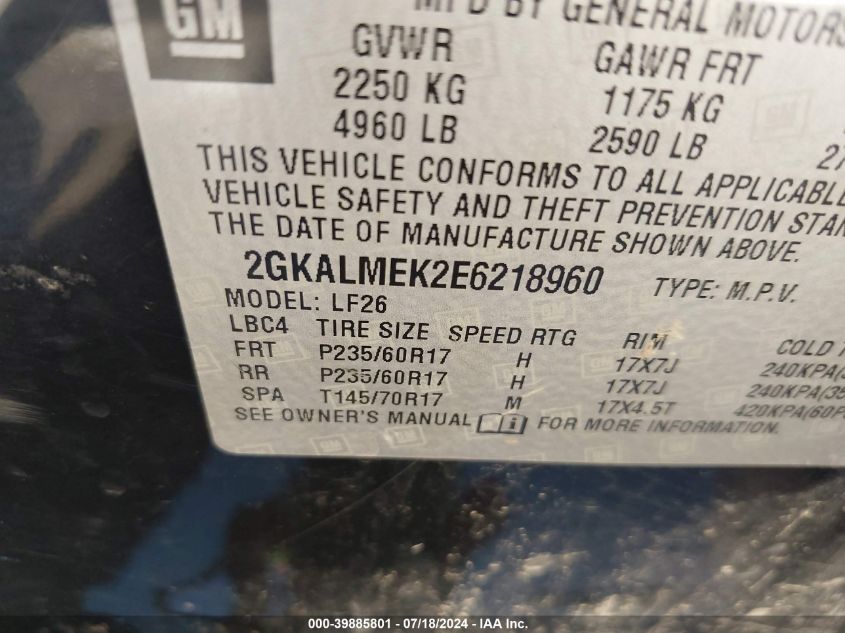 GM
MFD BY GENERAL MOTORS
GVWR GAWR FRT
2250 KG 1175 KG
4960 LB 2590 LB 27
THIS VEHICLE CONFORMS TO ALL APPLICABLE
VEHICLE SAFETY AND THEFT PREVENTION STAN
THE DATE OF MANUFACTURE SHOWN ABOVE.
2GKALMEK2E6218960 TYPE: M.P.V.
MODEL: LF26
LBC4 TIRE SIZE SPEED RTG RIM COLD
FRT P235/60R17 H 17X7J 240KPA(
RR P235/60R17 H 17X7J 240KPA(35
SPA T145/70R17 M 17X4.5T 420KPA(60P
SEE OWNER'S MANUAL i FOR MORE INFORMATION.
000-39885801 - 07/18/2024 - IAA Inc.